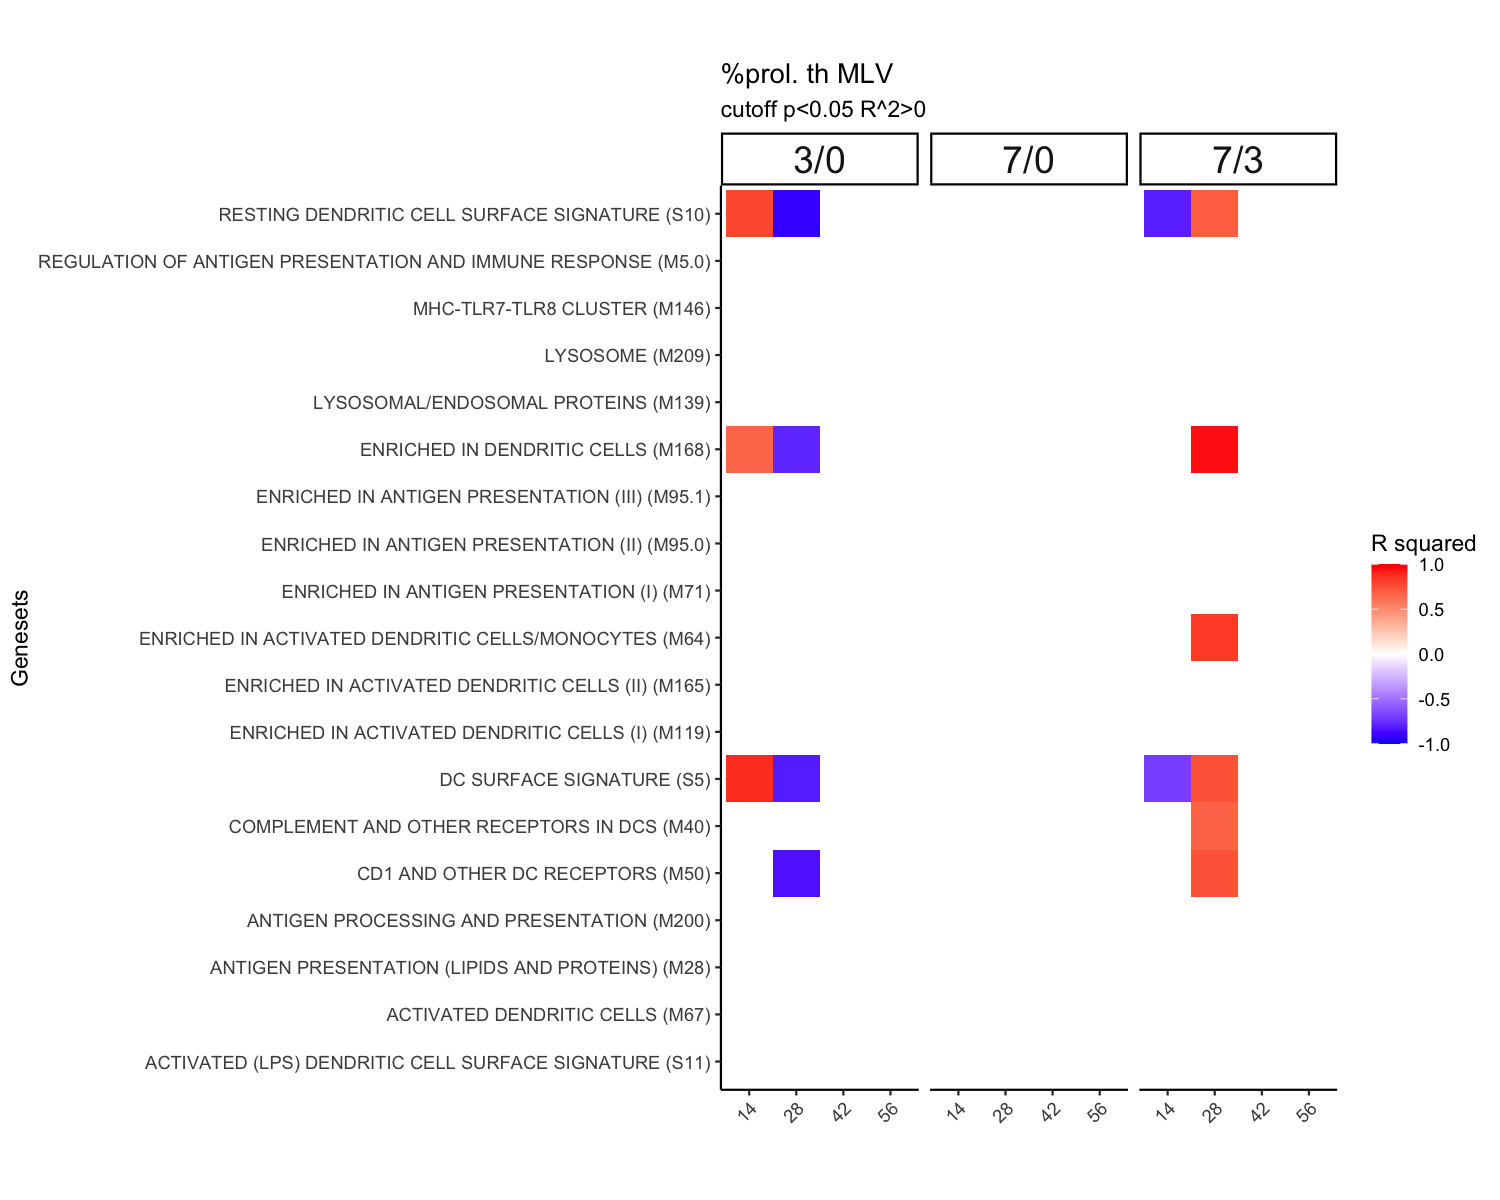 %prol. th MLV
cutoff p<0.05 R^2>0
3/0
7/0
7/3
RESTING DENDRITIC CELL SURFACE SIGNATURE (S10)
REGULATION OF ANTIGEN PRESENTATION AND IMMUNE RESPONSE (M5.0)
MHC-TLR7-TLR8 CLUSTER (M146)
LYSOSOME (M209)
LYSOSOMAL/ENDOSOMAL PROTEINS (M139)
ENRICHED IN DENDRITIC CELLS (M168)
ENRICHED IN ANTIGEN PRESENTATION (III) (M95.1)
ENRICHED IN ANTIGEN PRESENTATION (II) (M95.0)
ENRICHED IN ANTIGEN PRESENTATION (I) (M71)
ENRICHED IN ACTIVATED DENDRITIC CELLS/MONOCYTES (M64)
ENRICHED IN ACTIVATED DENDRITIC CELLS (II) (M165)
ENRICHED IN ACTIVATED DENDRITIC CELLS (I) (M119)
DC SURFACE SIGNATURE (S5)
COMPLEMENT AND OTHER RECEPTORS IN DCS (M40)
CD1 AND OTHER DC RECEPTORS (M50)
ANTIGEN PROCESSING AND PRESENTATION (M200)
ANTIGEN PRESENTATION (LIPIDS AND PROTEINS) (M28)
ACTIVATED DENDRITIC CELLS (M67)
ACTIVATED (LPS) DENDRITIC CELL SURFACE SIGNATURE (S11)
Genesets
14 28 42 56
14 28 42 56
14 28 42 56
R squared
1.0
0.5
0.0
-0.5
-1.0